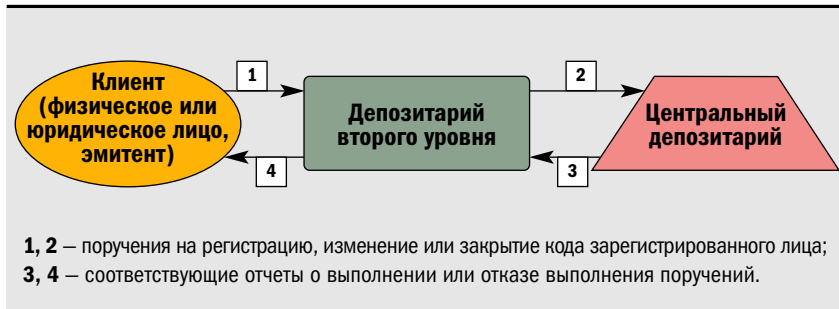 1
2
Клиент
(физическое или
юридическое лицо,
эмитент)
Депозитарий
второго уровня
Центральный
депозитарий
4
3
1, 2 – поручения на регистрацию, изменение или закрытие кода зарегистрированного лица;
3, 4 – соответствующие отчеты о выполнении или отказе выполнения поручений.